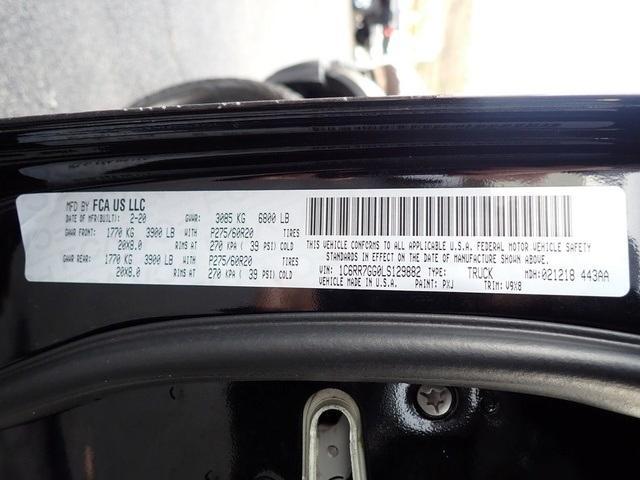 MFD BY FCA US LLC
DATE OF MFR(BUILT): 2-20 GVWR: 3085 KG 6800 LB
GAWR FRONT: 1770 KG 3900 LB WITH P275/60R20 TIRES
20X8.0 RIMS AT 270 KPA ( 39 PSI) COLD
GAWR REAR: 1770 KG 3900 LB WITH P275/60R20 TIRES
20X8.0 RIMS AT 270 KPA ( 39 PSI) COLD
THIS VEHICLE CONFORMS TO ALL APPLICABLE U.S.A. FEDERAL MOTOR VEHICLE SAFETY
STANDARDS IN EFFECT ON THE DATE OF MANUFACTURE SHOWN ABOVE.
VIN: 1C6RR7GG0LS129882 TYPE: TRUCK MDH: 021218 443AA
VEHICLE MADE IN U.S.A. PAINT: PXJ TRIM: V9X8